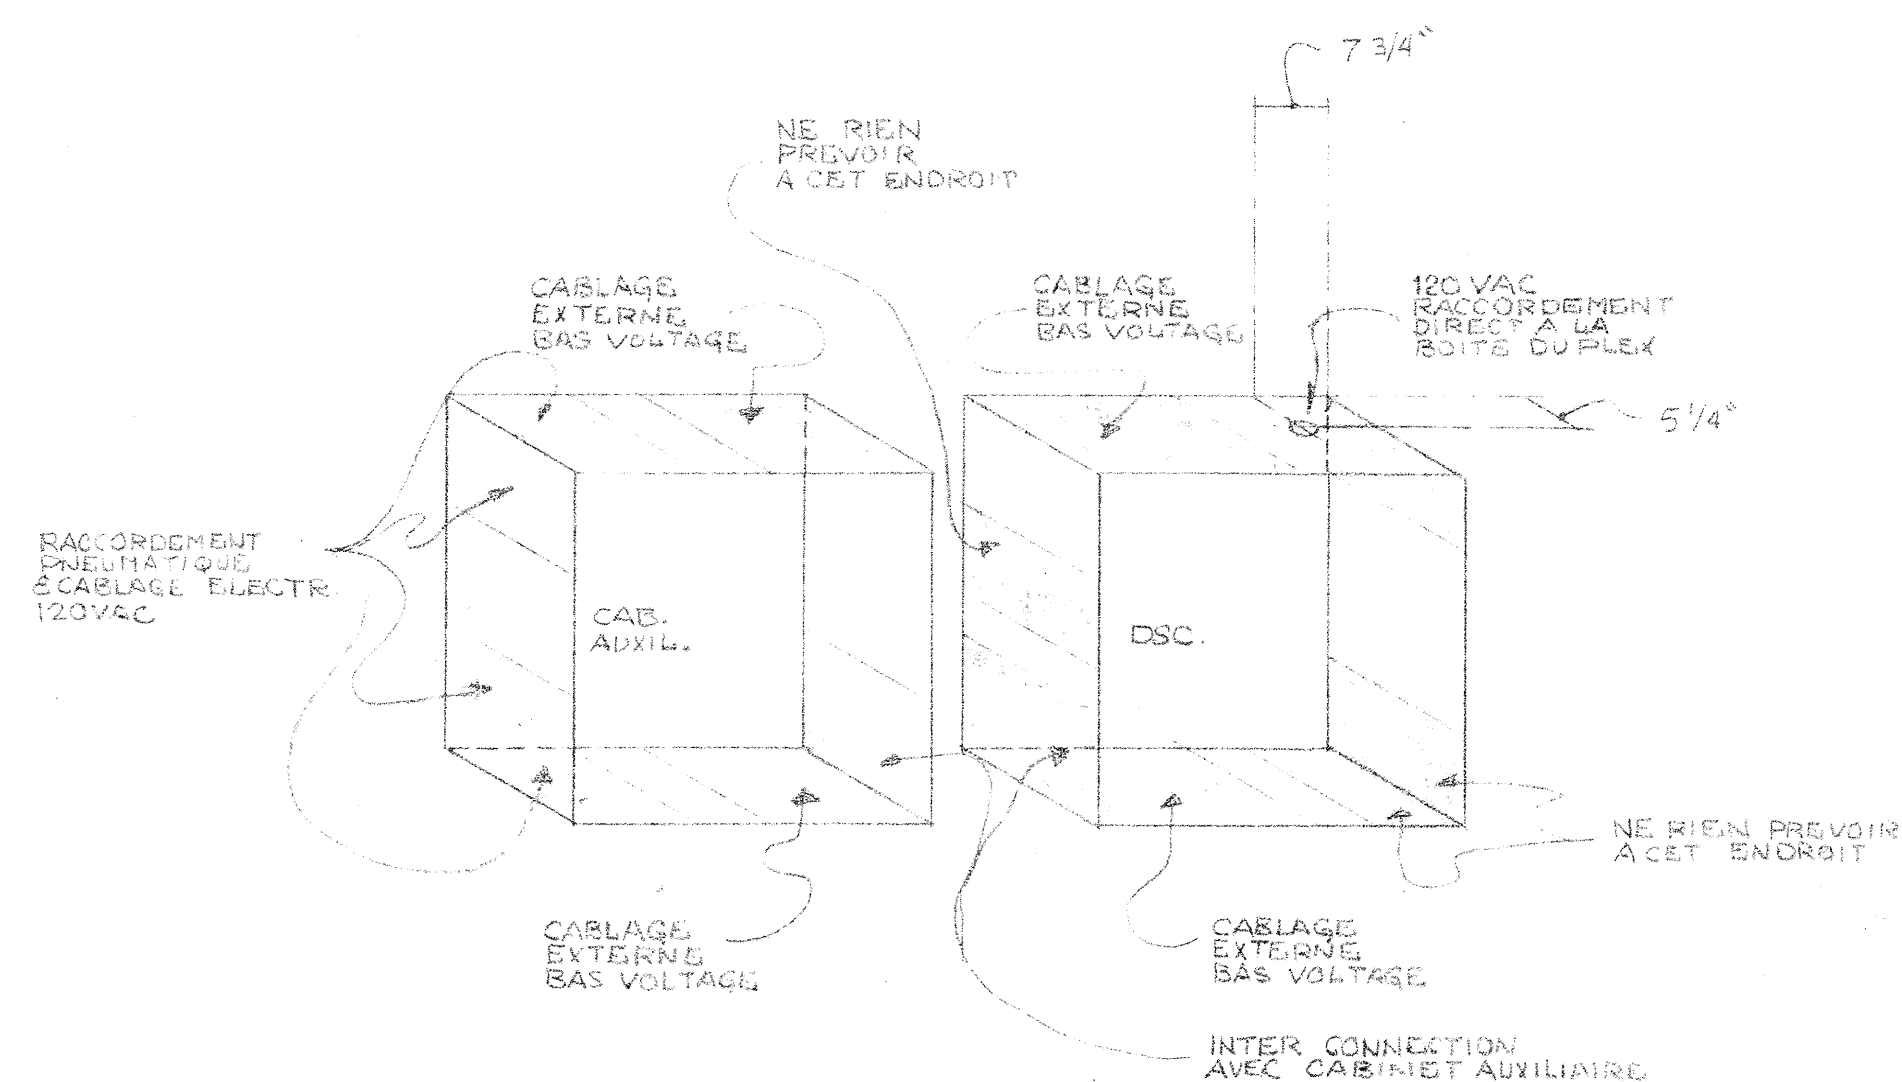 7 3/4"
NE RIEN
PREVOIR
A CET ENDROIT
CABLAGE
EXTERNE
BAS VOLTAGE
CABLAGE
EXTERNE
BAS VOLTAGE
120 VAC
RACCORDEMENT
DIRECT A LA
BOITE DUPLEX
5 1/4"
RACCORDEMENT
PNEUMATIQUE
& CABLAGE ELECTR.
120VAC
CAB.
AUXIL.
DSC.
NE RIEN PREVOIR
A CET ENDROIT
CABLAGE
EXTERNE
BAS VOLTAGE
CABLAGE
EXTERNE
BAS VOLTAGE
INTER CONNECTION
AVEC CABINET AUXILIAIRE